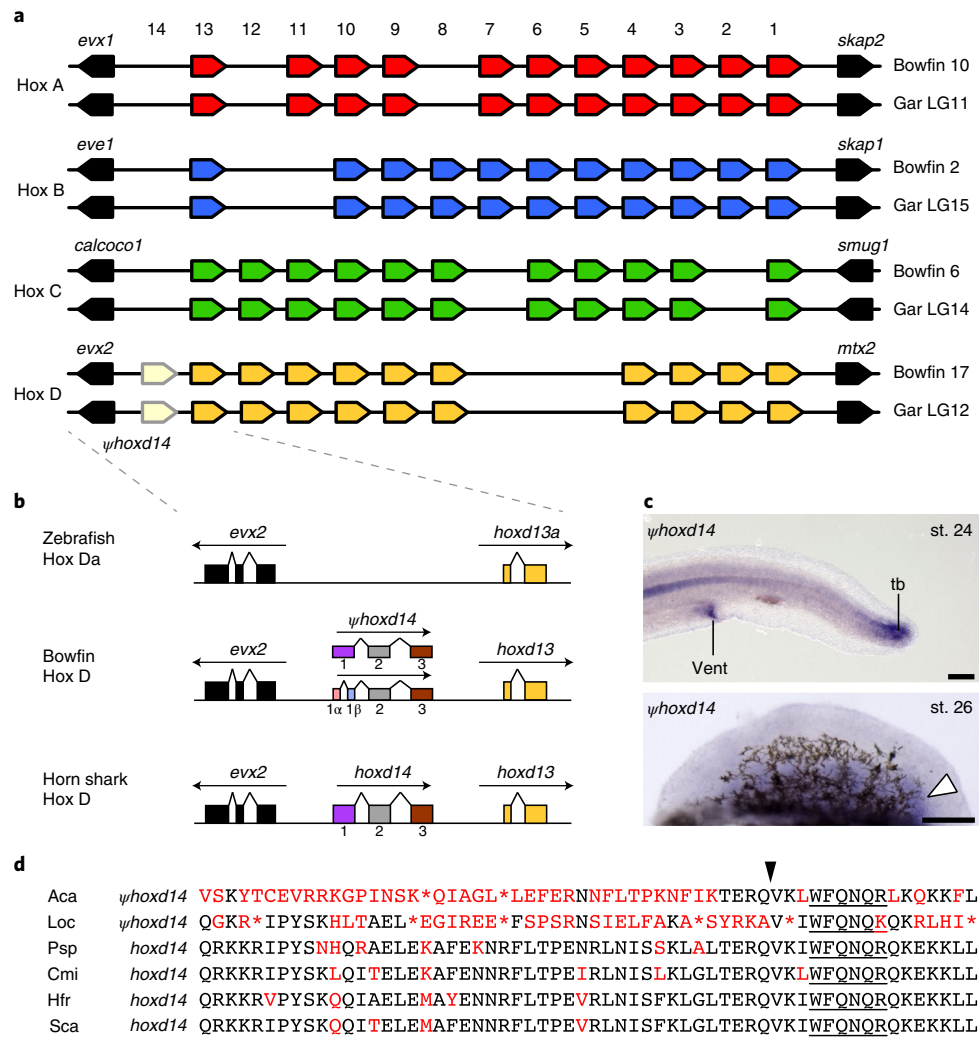 a
14 13 12 11 10 9 8 7 6 5 4 3 2 1
evx1 skap2
Hox A
Bowfin 10
Gar LG11
eve1 skap1
Hox B
Bowfin 2
Gar LG15
calcoco1 smug1
Hox C
Bowfin 6
Gar LG14
evx2 mtx2
Hox D
Bowfin 17
Gar LG12
ψhoxd14
b
Zebrafish
Hox Da
evx2 hoxd13a
Bowfin
Hox D
evx2 ψhoxd14 hoxd13
1 2 3
1α 1β 2 3
Horn shark
Hox D
evx2 hoxd14 hoxd13
1 2 3
c
ψhoxd14 st. 24
tb
Vent
ψhoxd14 st. 26
d
Aca ψhoxd14 VSKYTCEVRRKGPINSK*QIAGL*LEFERNNFLTPKNFIKTERQVKLWFQNQRLKQKKFL
Loc ψhoxd14 QGKR*IPYSKHLTAEL*EGIREE*FSPSRNSIELFAKA*SYRKAV*IWFQNQKQKRLHI*
Psp hoxd14 QRKKRIPYSNHQRAELEKAFEKNRFLTPENRLNISSKLALTERQVKIWFQNQRQKEKKLL
Cmi hoxd14 QRKKRIPYSKLQITELEKAFENNRFLTPEIRLNISLKLGLTERQVKLWFQNQRQKEKKLL
Hfr hoxd14 QRKKRVPYSKQQIAELEMAYENNRFLTPEVRLNISFKLGLTERQVKIWFQNQRQKEKKLL
Sca hoxd14 QRKKRIPYSKQQITELEMAFENNRFLTPEVRLNISFKLGLTERQVKIWFQNQRQKEKKLL